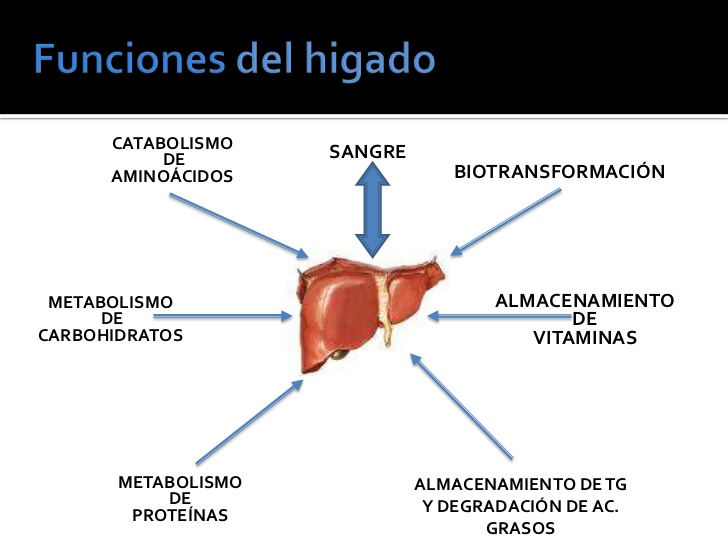 Funciones del higado
CATABOLISMO
DE
AMINOÁCIDOS
SANGRE
BIOTRANSFORMACIÓN
METABOLISMO
DE
CARBOHIDRATOS
ALMACENAMIENTO
DE
VITAMINAS
METABOLISMO
DE
PROTEÍNAS
ALMACENAMIENTO DE TG
Y DEGRADACIÓN DE AC.
GRASOS